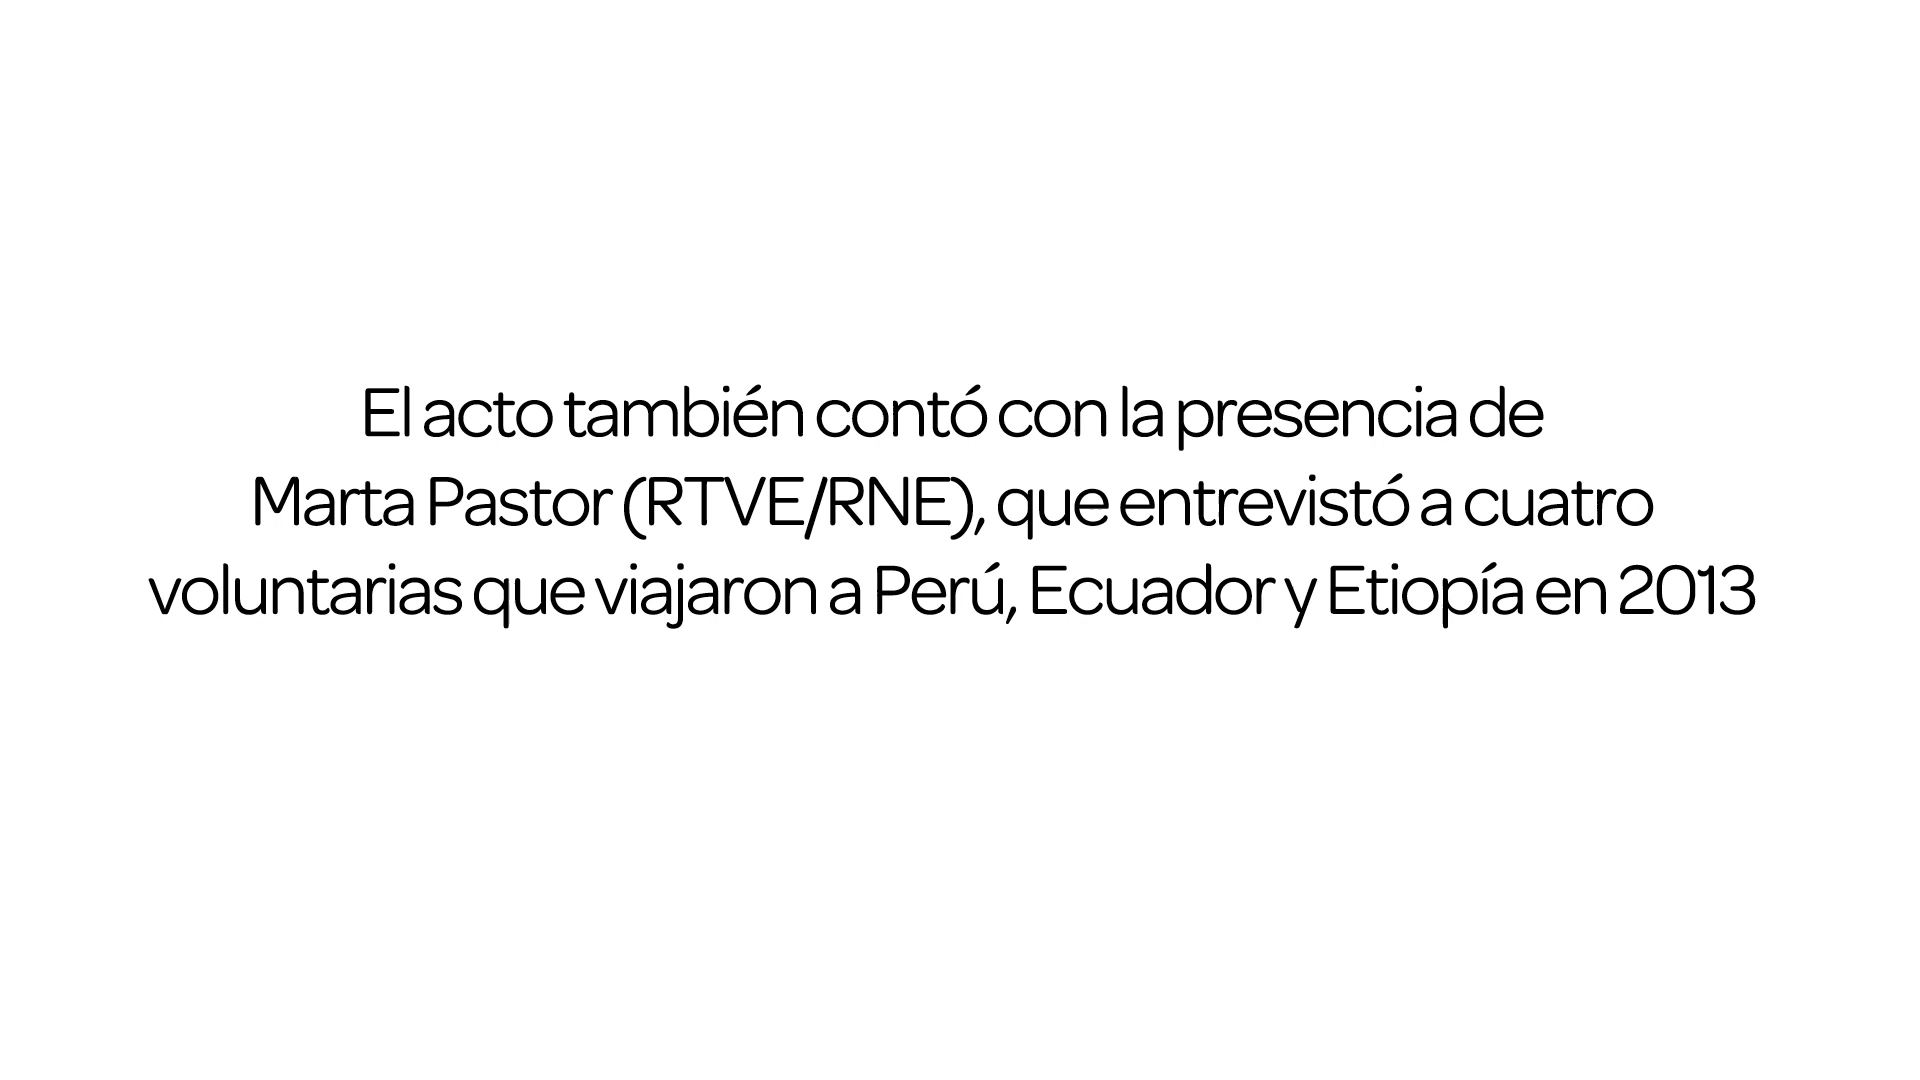 El acto también contó con la presencia de
Marta Pastor (RTVE/RNE), que entrevistó a cuatro
voluntarias que viajaron a Perú, Ecuador y Etiopía en 2013